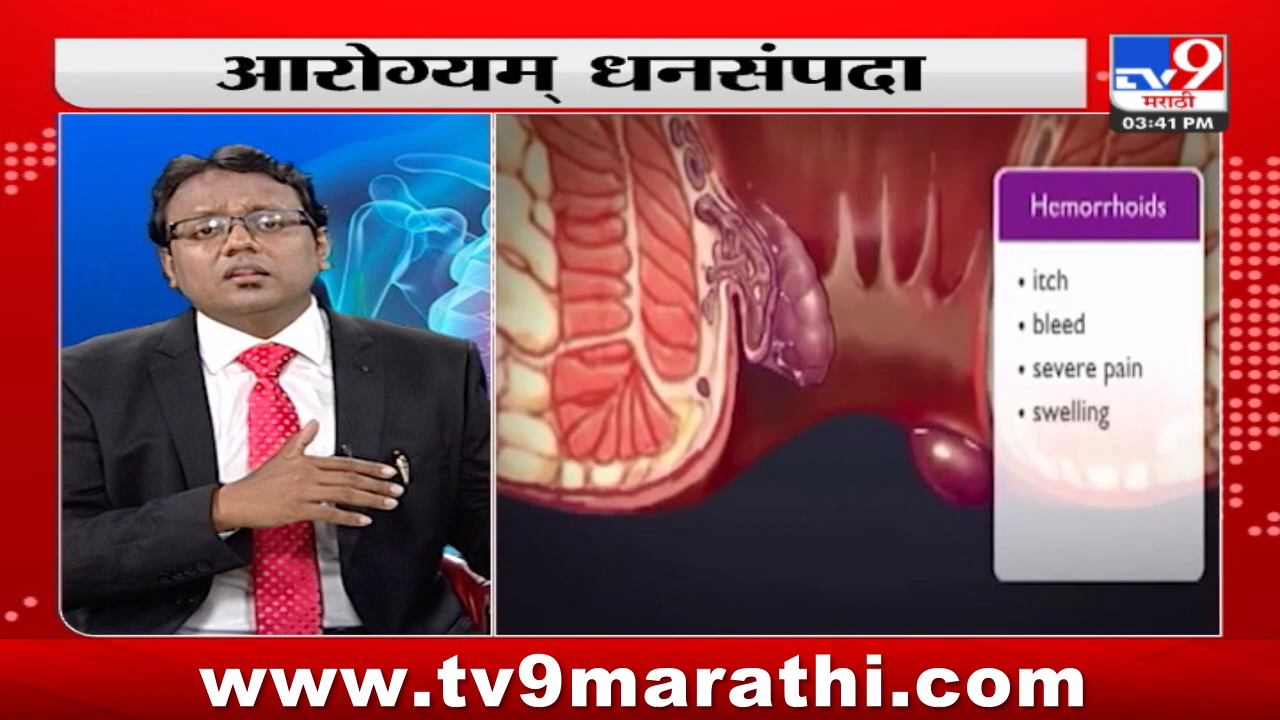 आरोग्यम् धनसंपदा
TV9
मराठी
03:41 PM
Hemorrhoids
• itch
• bleed
• severe pain
• swelling
www.tv9marathi.com